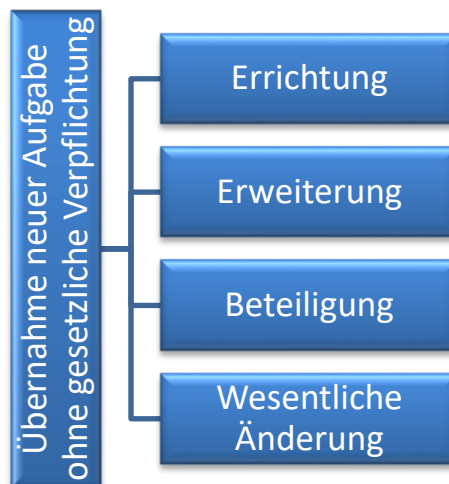 Übernahme neuer Aufgabe
ohne gesetzliche Verpflichtung
Errichtung
Erweiterung
Beteiligung
Wesentliche
Änderung